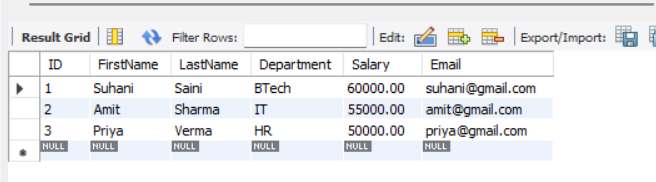 Result Grid Filter Rows: Edit: Export/Import:
ID FirstName LastName Department Salary Email
1 Suhani Saini BTech 60000.00 suhani@gmail.com
2 Amit Sharma IT 55000.00 amit@gmail.com
3 Priya Verma HR 50000.00 priya@gmail.com
NULL NULL NULL NULL NULL NULL